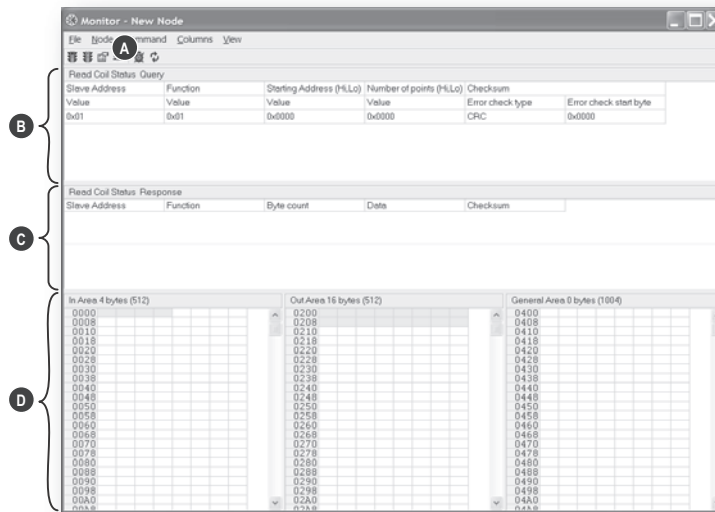 Monitor - New Node
File Node mmand Columns View
A
Read Coil Status Query
Slave Address Function Starting Address (Hi,Lo) Number of points (Hi,Lo) Checksum
Value Value Value Value Error check type Error check start byte
0x01 0x01 0x0000 0x0000 CRC 0x0000
B
Read Coil Status Response
Slave Address Function Byte count Data Checksum
C
In Area 4 bytes (512) Out Area 16 bytes (512) General Area 0 bytes (1004)
0000 0200 0400
0008 0208 0408
0010 0210 0410
0018 0218 0418
0020 0220 0420
0028 0228 0428
0030 0230 0430
0038 0238 0438
0040 0240 0440
0048 0248 0448
0050 0250 0450
0058 0258 0458
0060 0260 0460
0068 0268 0468
0070 0270 0470
0078 0278 0478
0080 0280 0480
0088 0288 0488
0090 0290 0490
0098 0298 0498
00A0 02A0 04A0
00A8 02A8 04A8
D